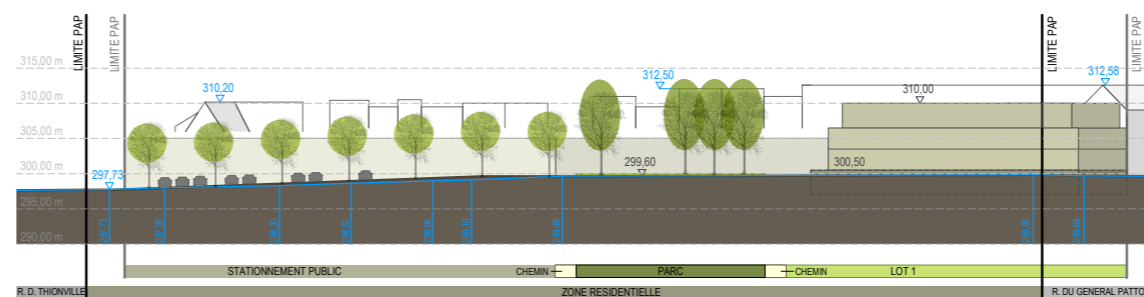 LIMITE PAP
LIMITE PAP
LIMITE PAP
LIMITE PAP
315,00 m
310,00 m
305,00 m
300,00 m
295,00 m
290,00 m
310,20
312,50
312,58
310,00
297,73
299,60
300,50
297,73
STATIONNEMENT PUBLIC
CHEMIN
PARC
CHEMIN
LOT 1
R. D. THIONVILLE
ZONE RESIDENTIELLE
R. DU GENERAL PATTO